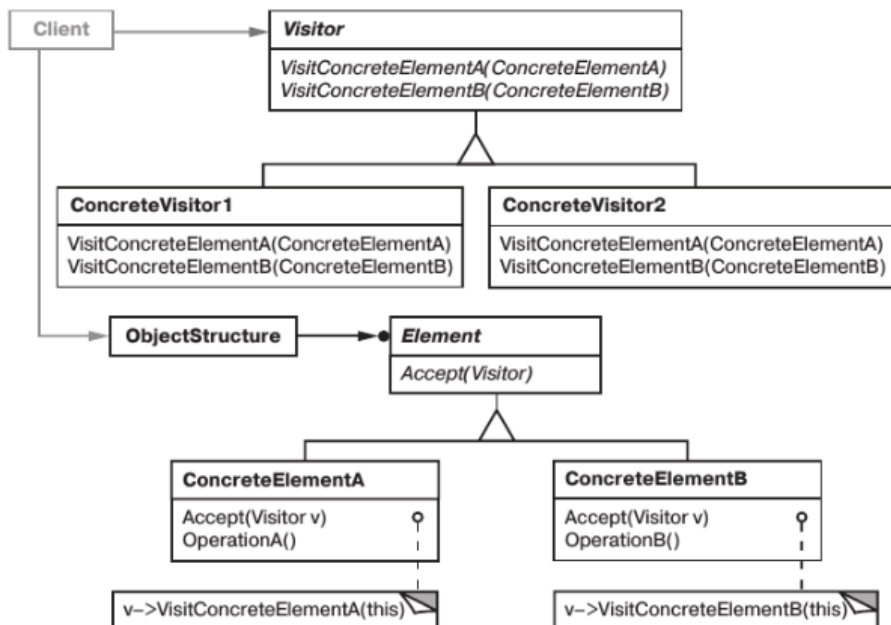 Client
Visitor
VisitConcreteElementA(ConcreteElementA)
VisitConcreteElementB(ConcreteElementB)
ConcreteVisitor1
VisitConcreteElementA(ConcreteElementA)
VisitConcreteElementB(ConcreteElementB)
ConcreteVisitor2
VisitConcreteElementA(ConcreteElementA)
VisitConcreteElementB(ConcreteElementB)
ObjectStructure
Element
Accept(Visitor)
ConcreteElementA
Accept(Visitor v)
OperationA()
v->VisitConcreteElementA(this)
ConcreteElementB
Accept(Visitor v)
OperationB()
v->VisitConcreteElementB(this)